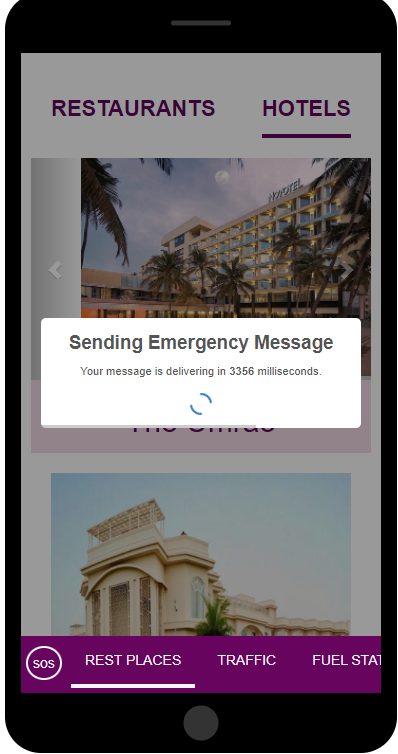 RESTAURANTS HOTELS
NOVOTEL
Sending Emergency Message
Your message is delivering in 3356 milliseconds.
SOS REST PLACES TRAFFIC FUEL STAT